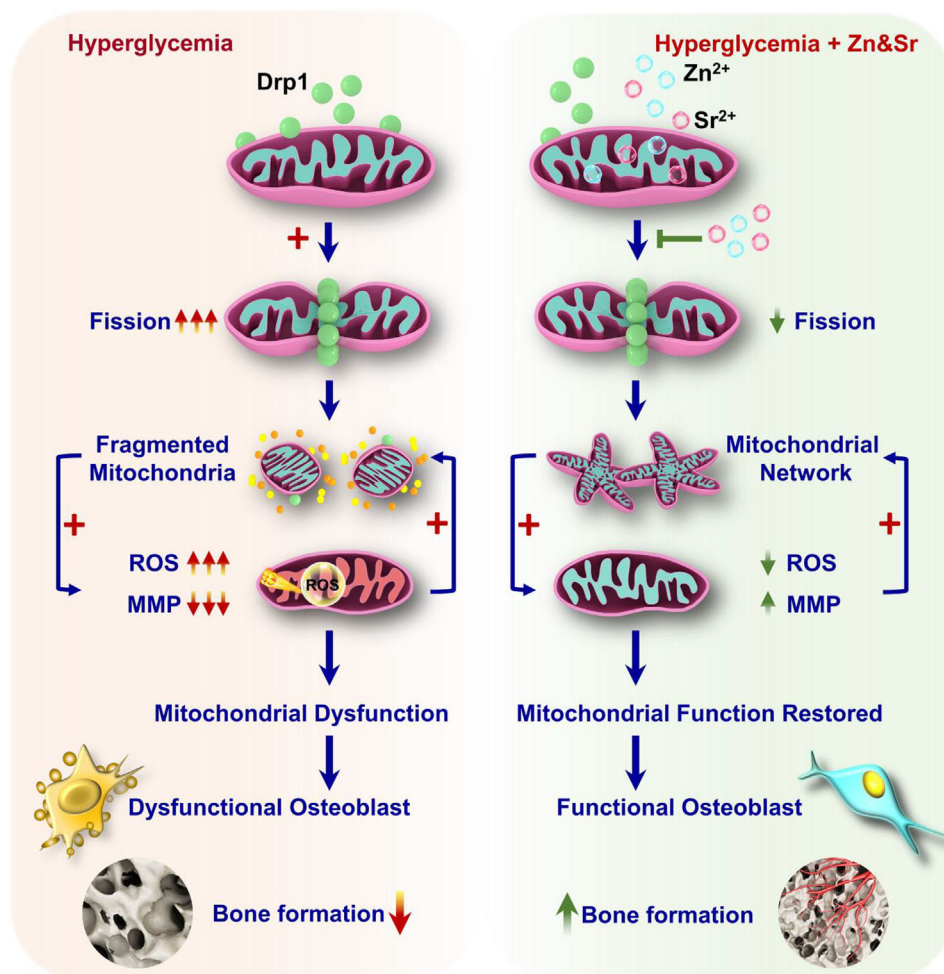 Hyperglycemia
Drp1
+
Fission
Fragmented
Mitochondria
+
+
ROS
MMP
ROS
Mitochondrial Dysfunction
Dysfunctional Osteoblast
Bone formation
Hyperglycemia + Zn&Sr
Zn²⁺
Sr²⁺
Fission
Mitochondrial
Network
+
+
ROS
MMP
Mitochondrial Function Restored
Functional Osteoblast
Bone formation